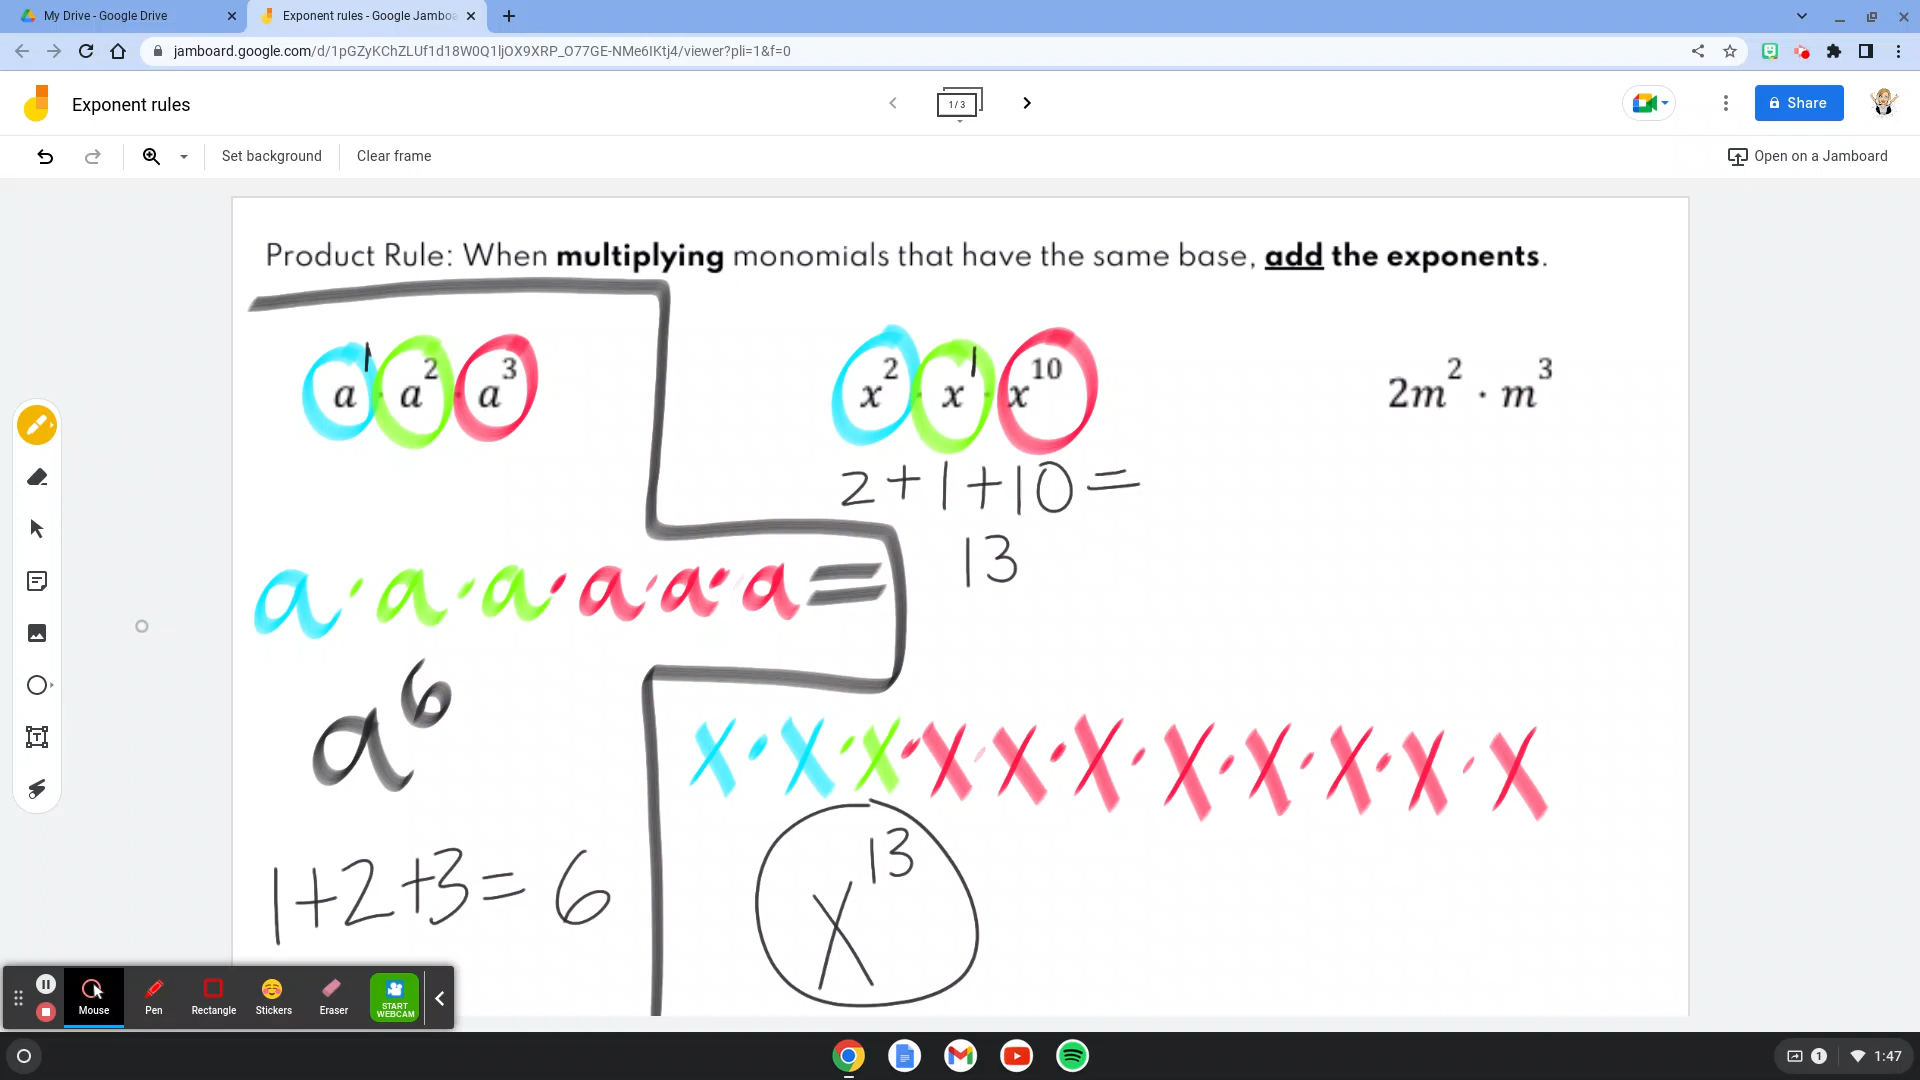 My Drive - Google Drive
Exponent rules - Google Jamboa
jamboard.google.com/d/1pGZyKChZLUf1d18W0Q1ljOX9XRP_O77GE-NMe6IKtj4/viewer?pli=1&f=0
Exponent rules
1 / 3
Share
Set background
Clear frame
Open on a Jamboard
Product Rule: When multiplying monomials that have the same base, add the exponents.
a¹ · a² · a³
x² · x¹ · x¹⁰
2m² · m³
2+1+10=
13
a·a·a·a·a·a=
a⁶
x·x·x·x·x·x·x·x·x·x·x
1+2+3=6
x¹³
Mouse
Pen
Rectangle
Stickers
Eraser
START
WEBCAM
1
1:47